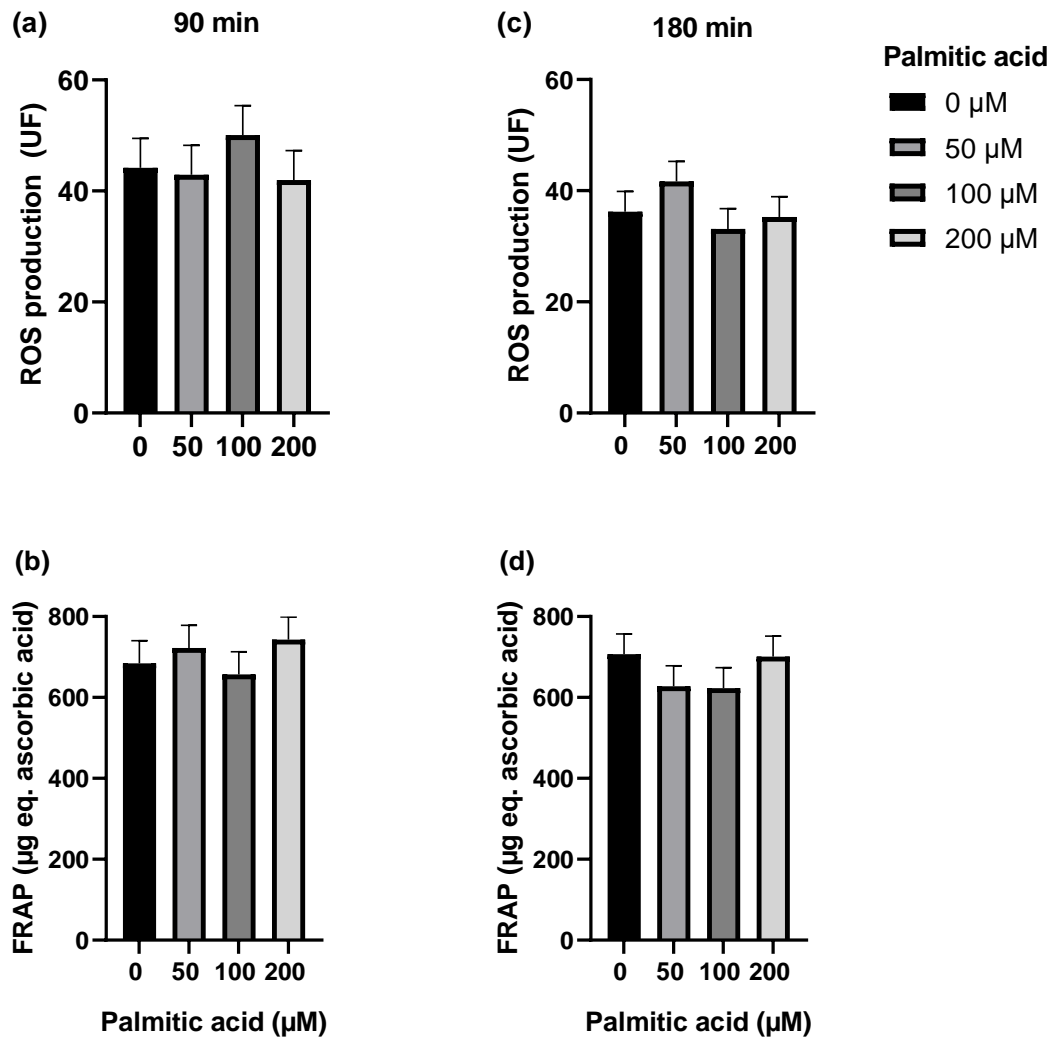 (a)
90 min
ROS production (UF)
60
40
20
0
0 50 100 200
(c)
180 min
ROS production (UF)
60
40
20
0
0 50 100 200
Palmitic acid
0 µM
50 µM
100 µM
200 µM
(b)
FRAP (µg eq. ascorbic acid)
800
600
400
200
0
0 50 100 200
Palmitic acid (µM)
(d)
FRAP (µg eq. ascorbic acid)
800
600
400
200
0
0 50 100 200
Palmitic acid (µM)